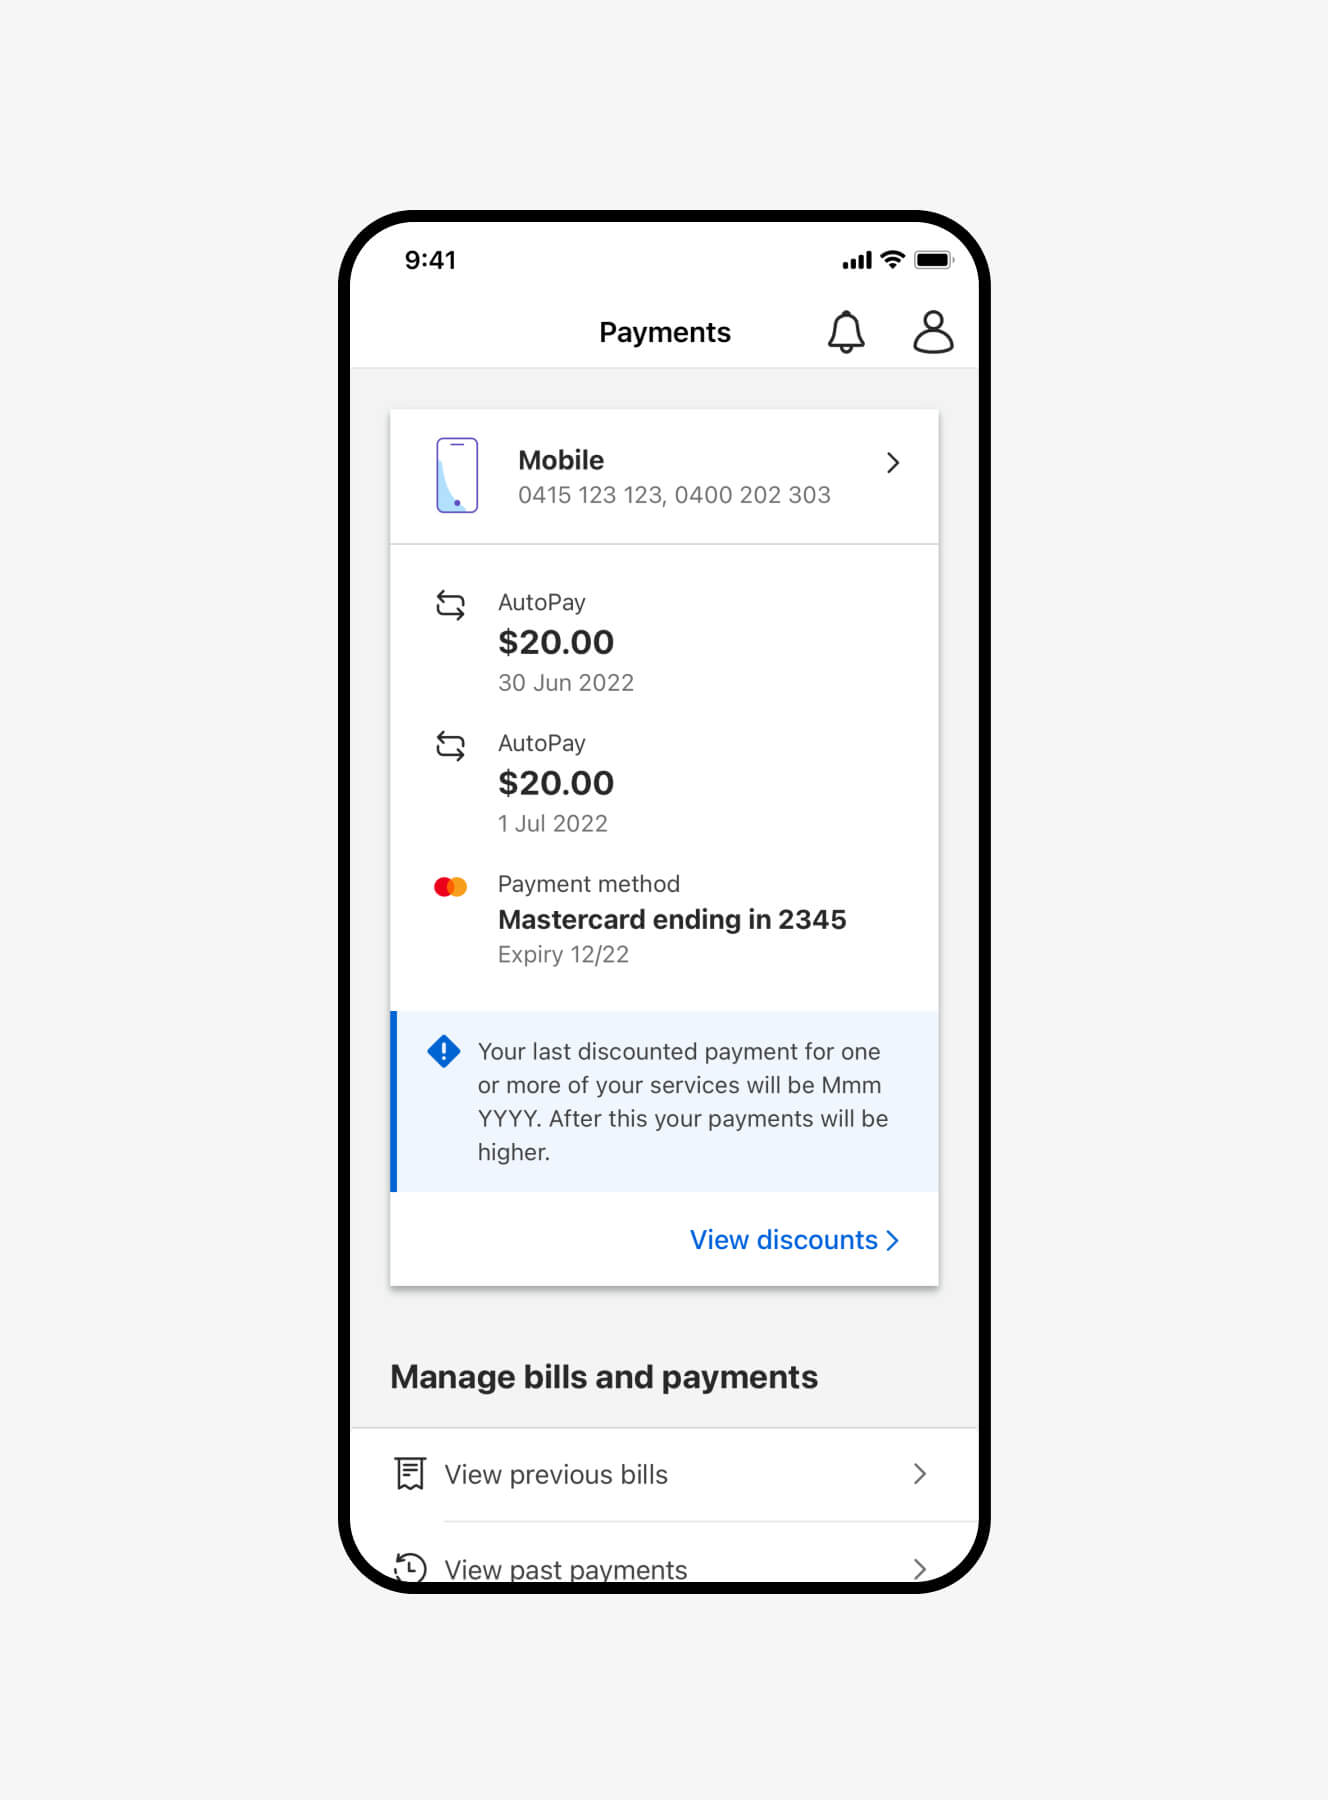 9:41
Payments
Mobile
0415 123 123, 0400 202 303
AutoPay
$20.00
30 Jun 2022
AutoPay
$20.00
1 Jul 2022
Payment method
Mastercard ending in 2345
Expiry 12/22
Your last discounted payment for one
or more of your services will be Mmm
YYYY. After this your payments will be
higher.
View discounts
Manage bills and payments
View previous bills
View past payments